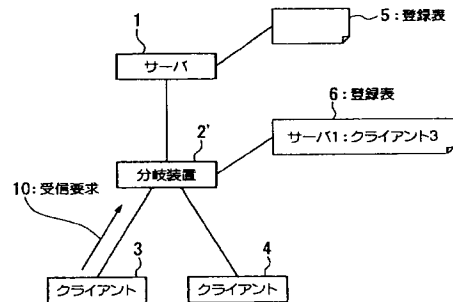 1
サーバ
5：登録表
6：登録表
サーバ1：クライアント3
2'
分岐装置
10：受信要求
3
クライアント
4
クライアント